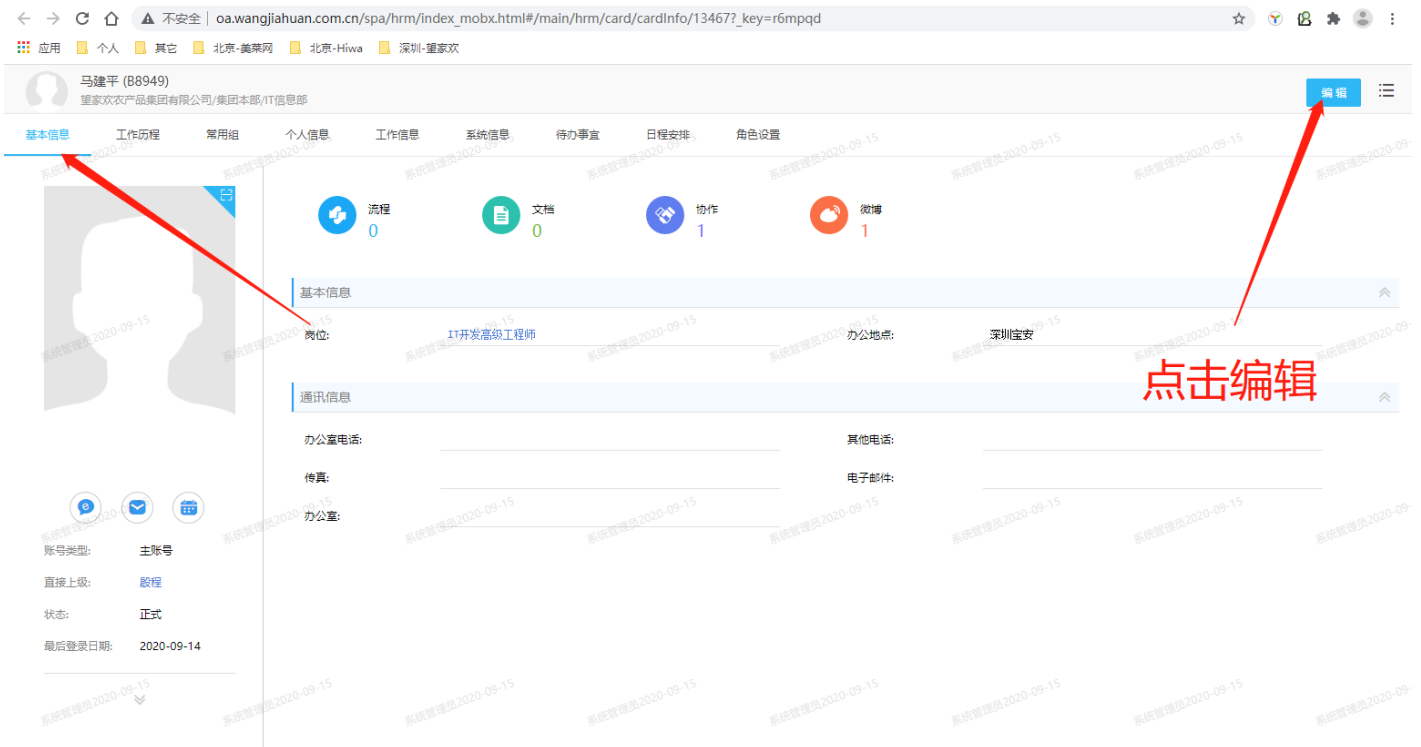 不安全 oa.wangjiahuan.com.cn/spa/hrm/index_mobx.html#/main/hrm/card/cardInfo/13467?_key=r6mpqd
应用 个人 其它 北京-美菜网 北京-Hiwa 深圳-望家欢
马建平 (B8949)
望家欢农产品集团有限公司/集团本部/IT信息部
编辑
基本信息 工作历程 常用组 个人信息 工作信息 系统信息 待办事宜 日程安排 角色设置
流程 文档 协作 微博
0 0 1 1
基本信息
岗位: IT开发高级工程师 办公地点: 深圳宝安
点击编辑
通讯信息
办公室电话: 其他电话:
传真: 电子邮件:
办公室:
账号类型: 主账号
直接上级: 殷程
状态: 正式
最后登录日期: 2020-09-14
系统管理员2020-09-15